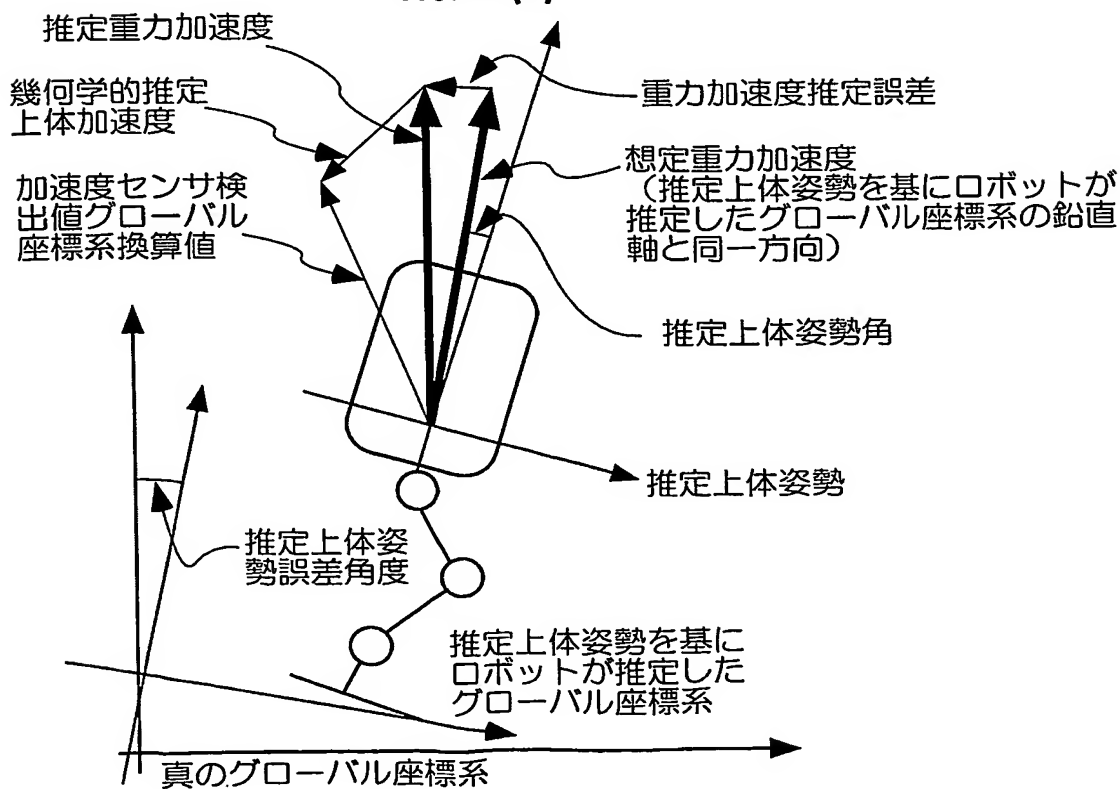 推定重力加速度
幾何学的推定
上体加速度
加速度センサ検
出値グローバル
座標系換算値
重力加速度推定誤差
想定重力加速度
（推定上体姿勢を基にロボットが
推定したグローバル座標系の鉛直
軸と同一方向）
推定上体姿勢角
推定上体姿勢
推定上体姿
勢誤差角度
推定上体姿勢を基に
ロボットが推定した
グローバル座標系
真のグローバル座標系